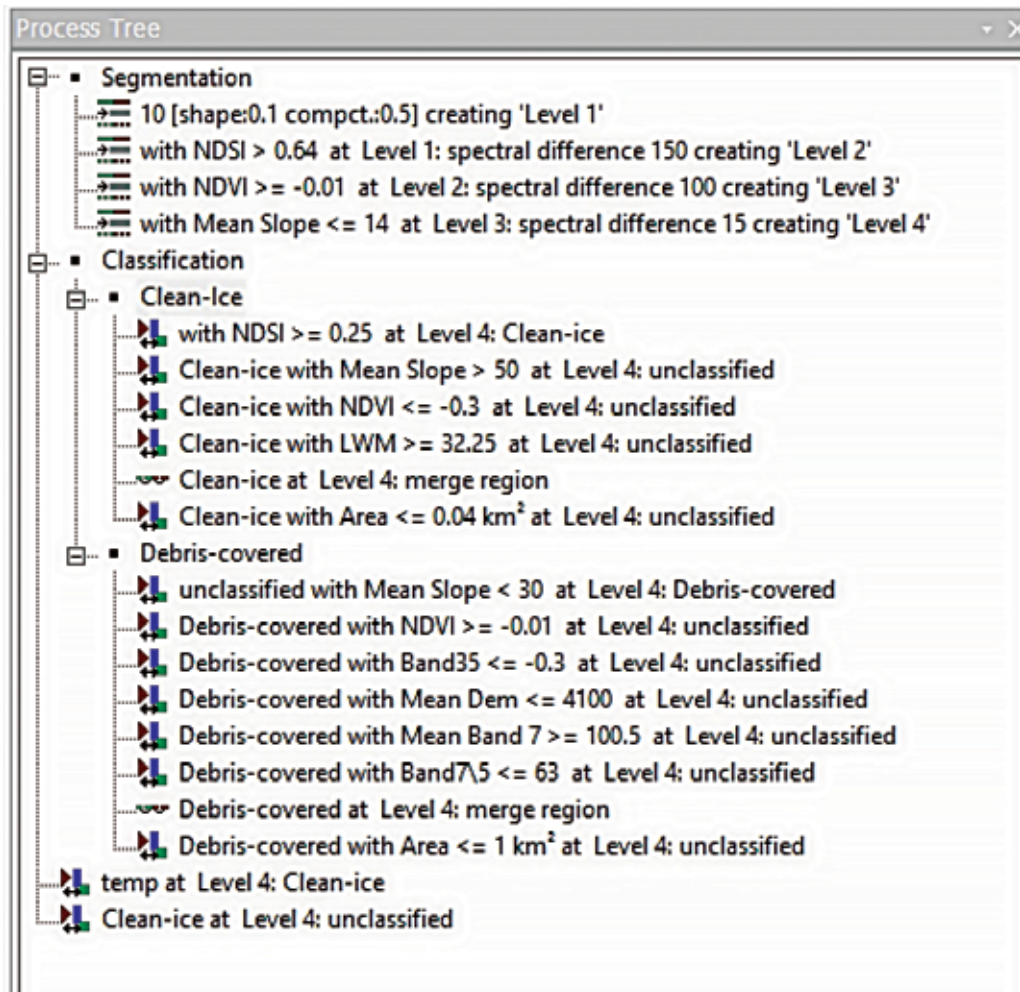 Process Tree
Segmentation
10 [shape:0.1 compct.:0.5] creating 'Level 1'
with NDSI > 0.64 at Level 1: spectral difference 150 creating 'Level 2'
with NDVI >= -0.01 at Level 2: spectral difference 100 creating 'Level 3'
with Mean Slope <= 14 at Level 3: spectral difference 15 creating 'Level 4'
Classification
Clean-Ice
with NDSI >= 0.25 at Level 4: Clean-ice
Clean-ice with Mean Slope > 50 at Level 4: unclassified
Clean-ice with NDVI <= -0.3 at Level 4: unclassified
Clean-ice with LWM >= 32.25 at Level 4: unclassified
Clean-ice at Level 4: merge region
Clean-ice with Area <= 0.04 km² at Level 4: unclassified
Debris-covered
unclassified with Mean Slope < 30 at Level 4: Debris-covered
Debris-covered with NDVI >= -0.01 at Level 4: unclassified
Debris-covered with Band35 <= -0.3 at Level 4: unclassified
Debris-covered with Mean Dem <= 4100 at Level 4: unclassified
Debris-covered with Mean Band 7 >= 100.5 at Level 4: unclassified
Debris-covered with Band7\5 <= 63 at Level 4: unclassified
Debris-covered at Level 4: merge region
Debris-covered with Area <= 1 km² at Level 4: unclassified
temp at Level 4: Clean-ice
Clean-ice at Level 4: unclassified